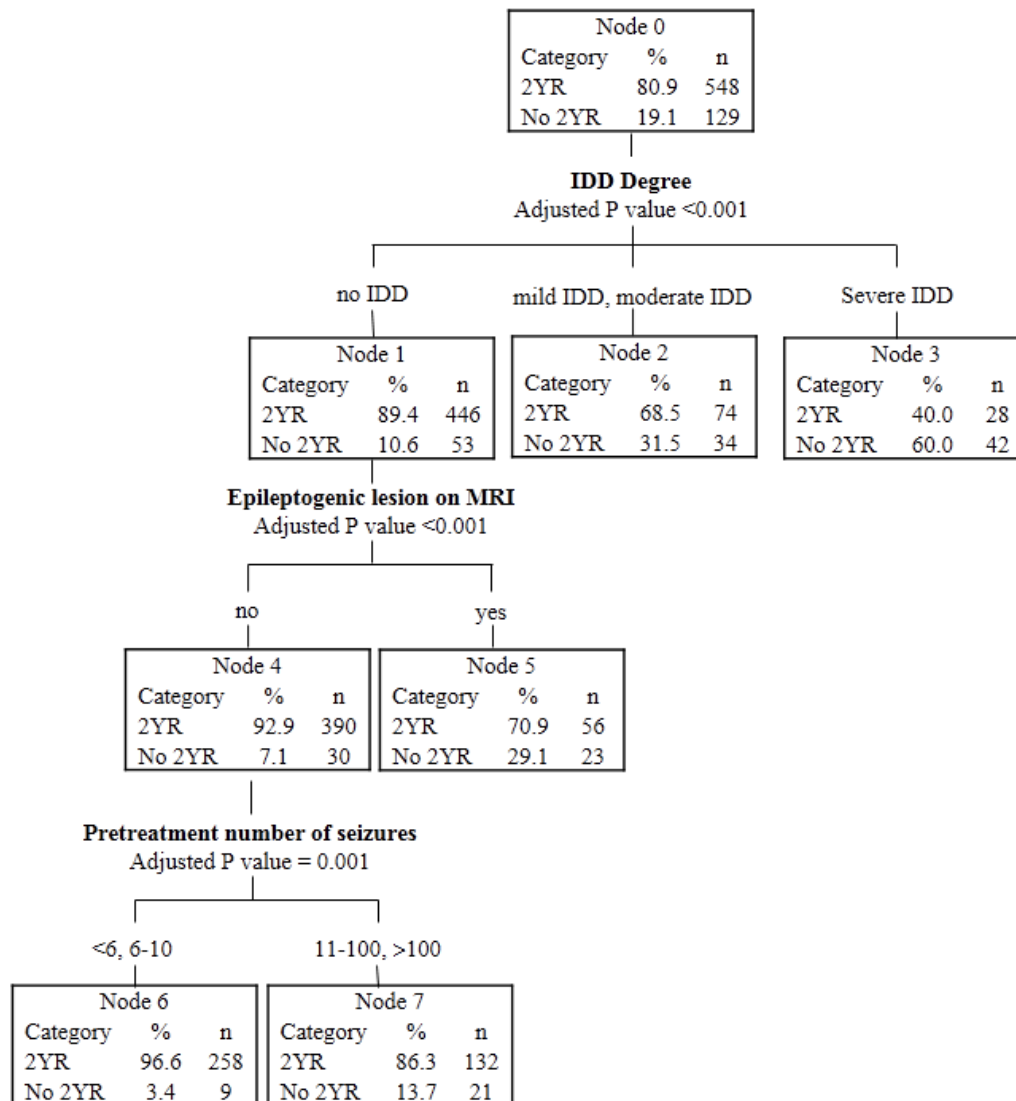 Node 0
Category % n
2YR 80.9 548
No 2YR 19.1 129
IDD Degree
Adjusted P value <0.001
no IDD
mild IDD, moderate IDD
Severe IDD
Node 1
Category % n
2YR 89.4 446
No 2YR 10.6 53
Node 2
Category % n
2YR 68.5 74
No 2YR 31.5 34
Node 3
Category % n
2YR 40.0 28
No 2YR 60.0 42
Epileptogenic lesion on MRI
Adjusted P value <0.001
no
yes
Node 4
Category % n
2YR 92.9 390
No 2YR 7.1 30
Node 5
Category % n
2YR 70.9 56
No 2YR 29.1 23
Pretreatment number of seizures
Adjusted P value = 0.001
<6, 6-10
11-100, >100
Node 6
Category % n
2YR 96.6 258
No 2YR 3.4 9
Node 7
Category % n
2YR 86.3 132
No 2YR 13.7 21